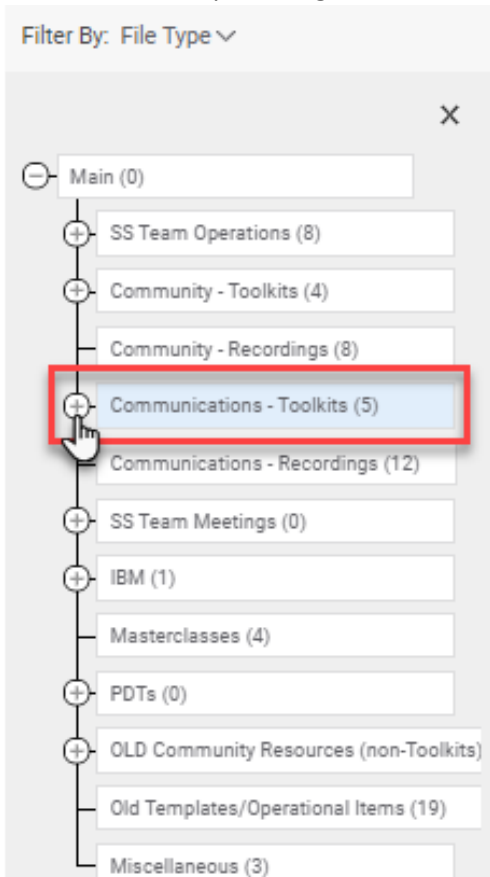 Filter By: File Type
Main (0)
SS Team Operations (8)
Community - Toolkits (4)
Community - Recordings (8)
Communications - Toolkits (5)
Communications - Recordings (12)
SS Team Meetings (0)
IBM (1)
Masterclasses (4)
PDTs (0)
OLD Community Resources (non-Toolkits)
Old Templates/Operational Items (19)
Miscellaneous (3)